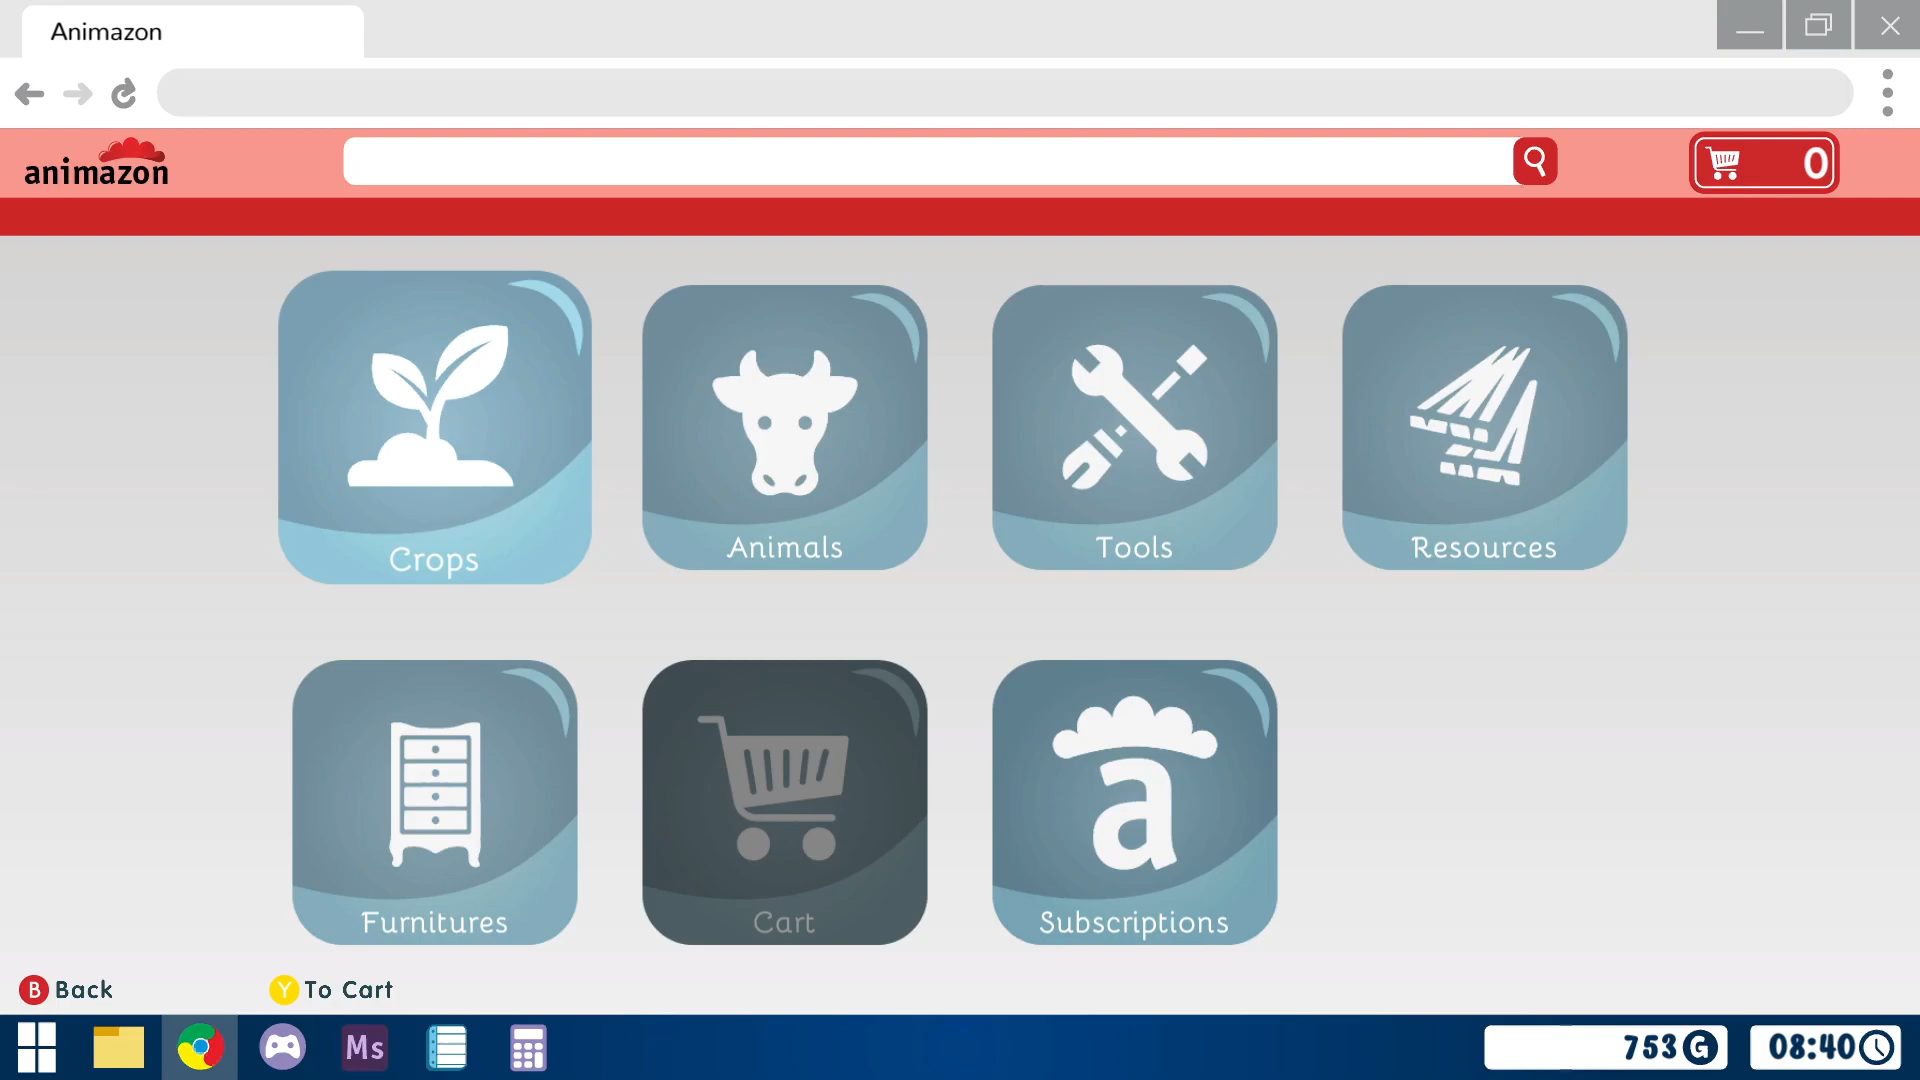 Animazon
animazon
0
Crops
Animals
Tools
Resources
Furnitures
Cart
a
Subscriptions
B Back
Y To Cart
Ms
753 G
08:40